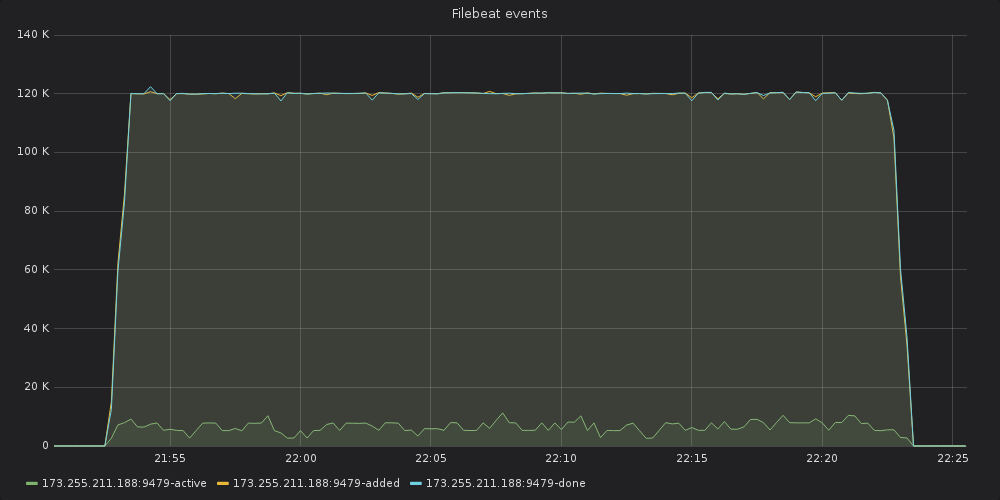 Filebeat events
140 K
120 K
100 K
80 K
60 K
40 K
20 K
0
21:55 22:00 22:05 22:10 22:15 22:20 22:25
173.255.211.188:9479-active 173.255.211.188:9479-added 173.255.211.188:9479-done